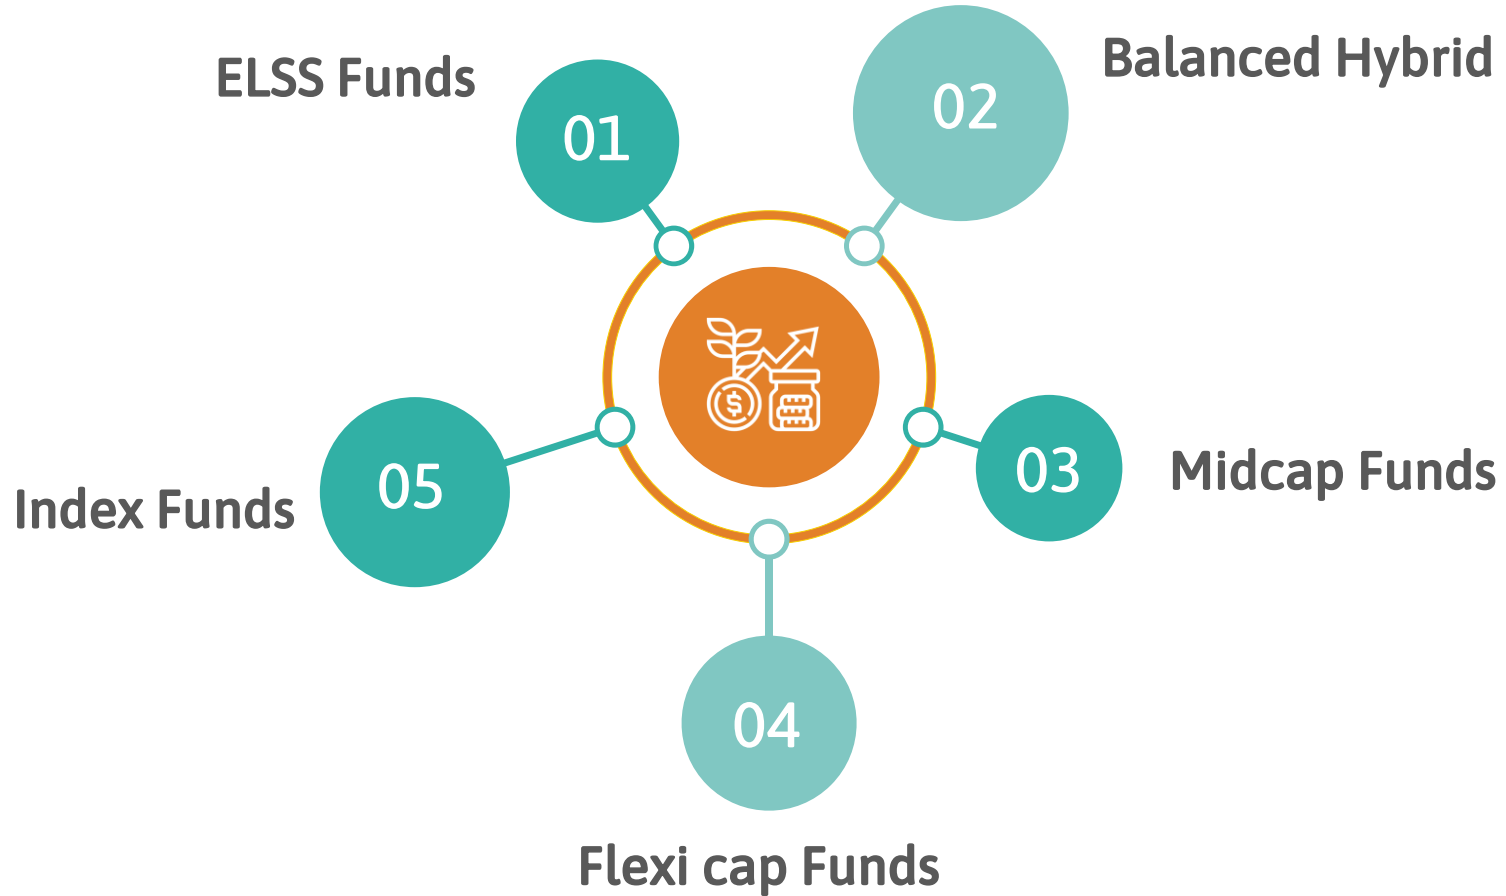 ELSS Funds
01
02
Balanced Hybrid
03
Midcap Funds
04
Flexi cap Funds
05
Index Funds
$